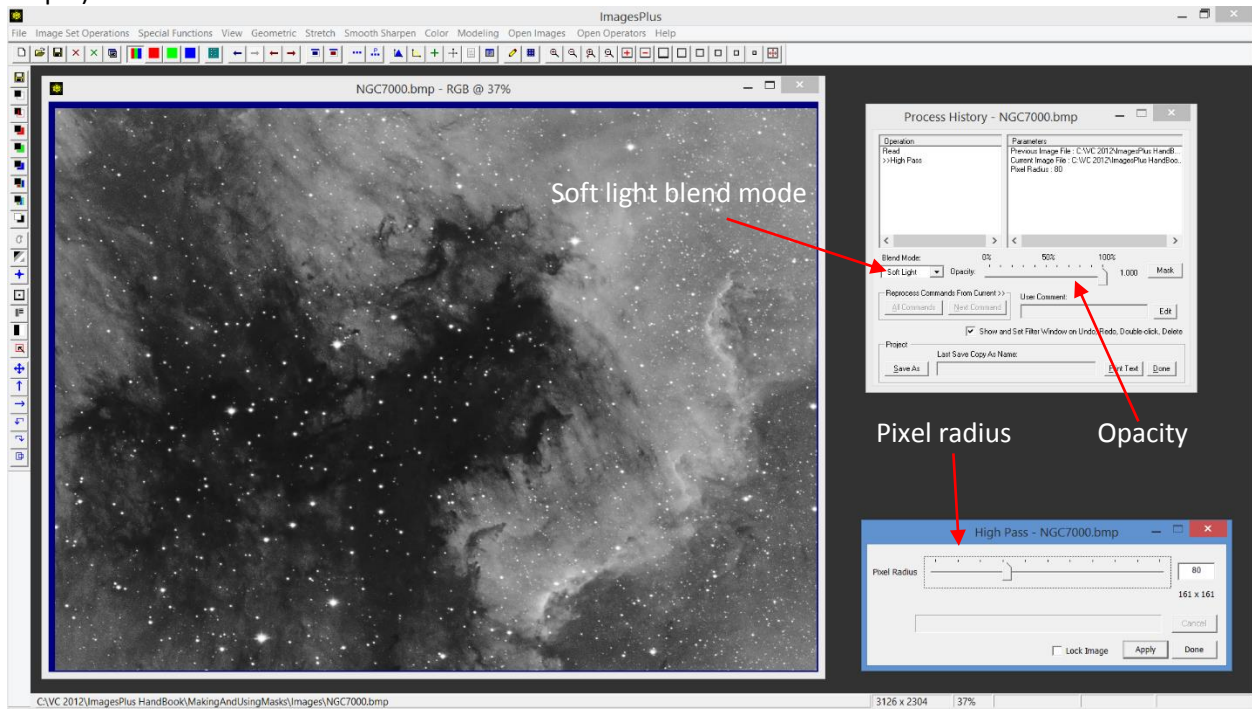 ImagesPlus
File Image Set Operations Special Functions View Geometric Stretch Smooth Sharpen Color Modeling Open Images Open Operators Help
NGC7000.bmp - RGB @ 37%
Soft light blend mode
Process History - NGC7000.bmp
Operation
Read
>>High Pass
Parameters
Previous Image File : C:\VC 2012\ImagesPlus HandB...
Current Image File : C:\VC 2012\ImagesPlus HandBoo...
Pixel Radius : 80
Blend Mode:
0% 50% 100%
Soft Light
Opacity:
1.000
Mask
Reprocess Commands From Current >>
All Commands
Next Command
User Comment:
Edit
Show and Set Filter Window on Undo, Redo, Double-click, Delete
Project
Last Save Copy As Name:
Save As
Print Text
Done
Pixel radius
Opacity
High Pass - NGC7000.bmp
Pixel Radius
80
161 x 161
Cancel
Lock Image
Apply
Done
C:\VC 2012\ImagesPlus HandBook\MakingAndUsingMasks\Images\NGC7000.bmp
3126 x 2304
37%